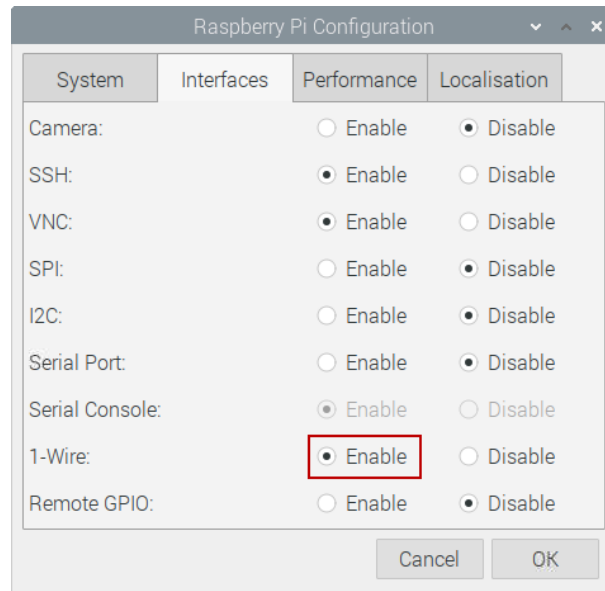 Raspberry Pi Configuration
System Interfaces Performance Localisation
Camera: Enable Disable
SSH: Enable Disable
VNC: Enable Disable
SPI: Enable Disable
I2C: Enable Disable
Serial Port: Enable Disable
Serial Console: Enable Disable
1-Wire: Enable Disable
Remote GPIO: Enable Disable
Cancel OK